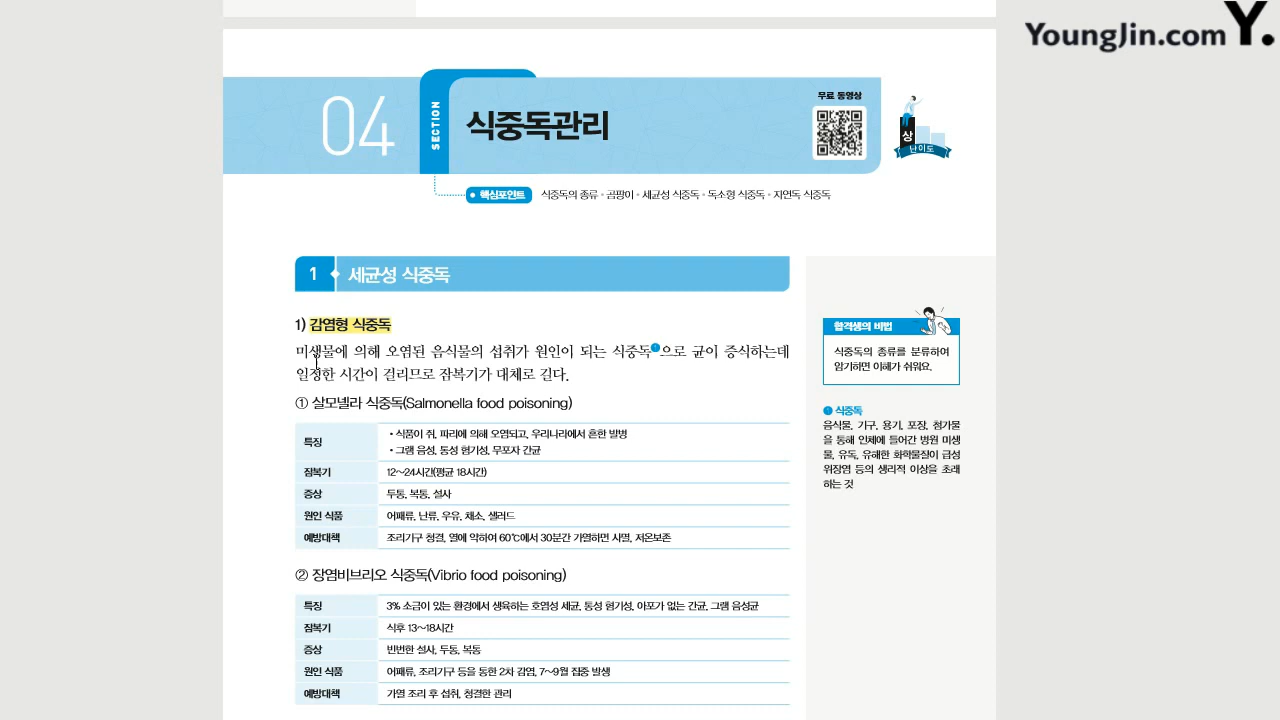 YoungJin.com Y.
04
SECTION
식중독관리
무료 동영상
상
난이도
핵심포인트 식중독의 종류 • 곰팡이 • 세균성 식중독 • 독소형 식중독 • 자연독 식중독
1 세균성 식중독
1) 감염형 식중독
미생물에 의해 오염된 음식물의 섭취가 원인이 되는 식중독❶으로 균이 증식하는데
일정한 시간이 걸리므로 잠복기가 대체로 길다.
① 살모넬라 식중독(Salmonella food poisoning)
특징
• 식품이 쥐, 파리에 의해 오염되고, 우리나라에서 흔한 발병
• 그램 음성, 통성 혐기성, 무포자 간균
잠복기 12~24시간(평균 18시간)
증상 두통, 복통, 설사
원인 식품 어패류, 난류, 우유, 채소, 샐러드
예방대책 조리기구 청결, 열에 약하여 60℃에서 30분간 가열하면 사멸, 저온보존
② 장염비브리오 식중독(Vibrio food poisoning)
특징 3% 소금이 있는 환경에서 생육하는 호염성 세균, 통성 혐기성, 아포가 없는 간균, 그램 음성균
잠복기 식후 13~18시간
증상 빈번한 설사, 두통, 복통
원인 식품 어패류, 조리기구 등을 통한 2차 감염, 7~9월 집중 발생
예방대책 가열 조리 후 섭취, 청결한 관리
합격생의 비법
식중독의 종류를 분류하여
암기하면 이해가 쉬워요.
❶ 식중독
음식물, 기구, 용기, 포장, 첨가물
을 통해 인체에 들어간 병원 미생
물, 유독, 유해한 화학물질이 급성
위장염 등의 생리적 이상을 초래
하는 것